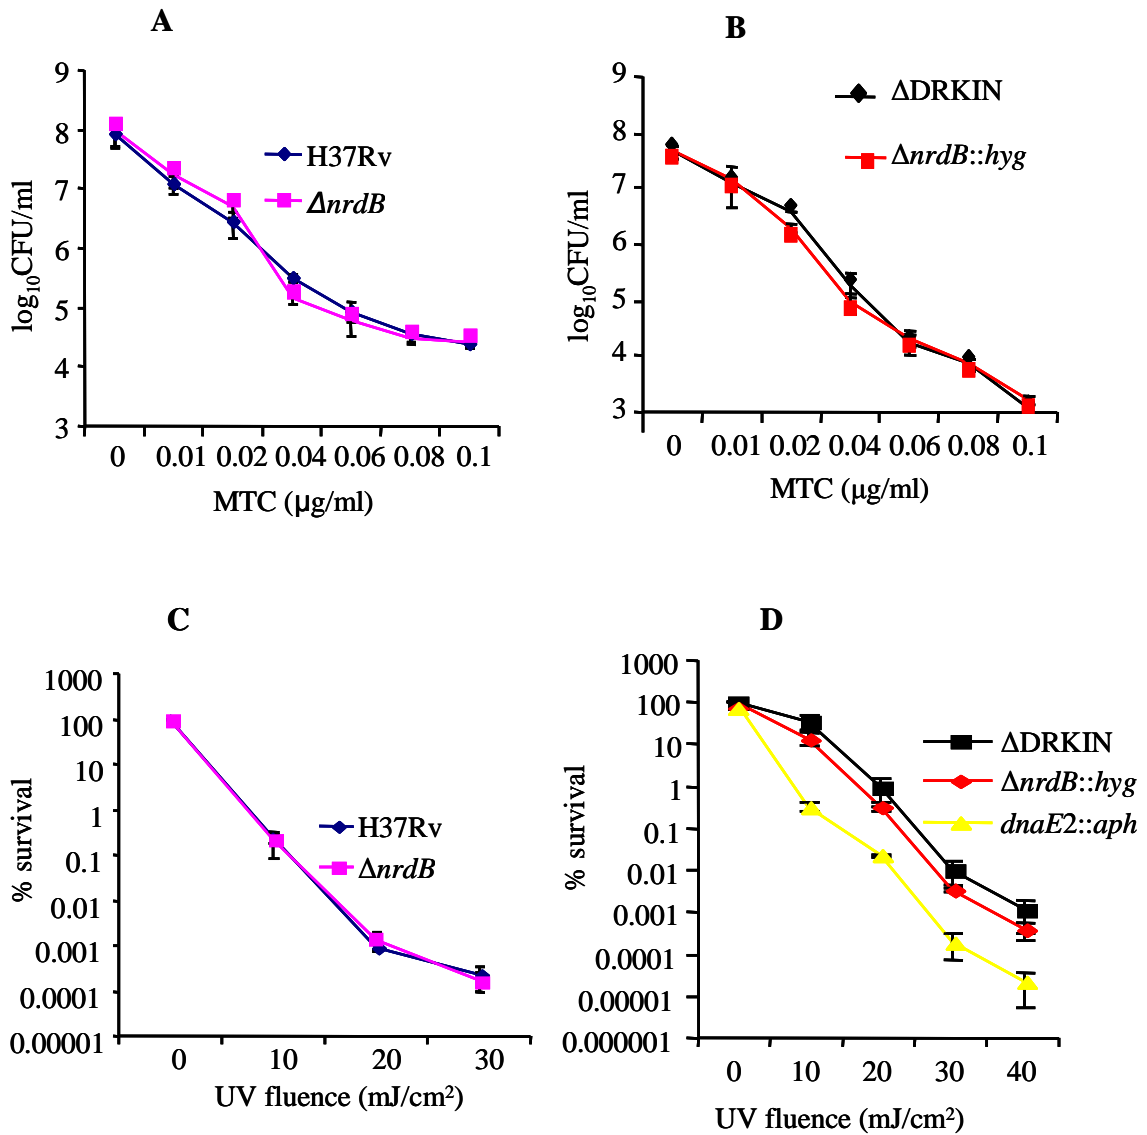 A
9
8
7
6
5
4
3
log10CFU/ml
H37Rv
ΔnrdB
0 0.01 0.02 0.04 0.06 0.08 0.1
MTC (μg/ml)
B
9
8
7
6
5
4
3
log10CFU/ml
ΔDRKIN
ΔnrdB::hyg
0 0.01 0.02 0.04 0.06 0.08 0.1
MTC (μg/ml)
C
1000
100
10
1
0.1
0.01
0.001
0.0001
0.00001
% survival
H37Rv
ΔnrdB
0 10 20 30
UV fluence (mJ/cm²)
D
1000
100
10
1
0.1
0.01
0.001
0.0001
0.00001
0.000001
% survival
ΔDRKIN
ΔnrdB::hyg
dnaE2::aph
0 10 20 30 40
UV fluence (mJ/cm²)